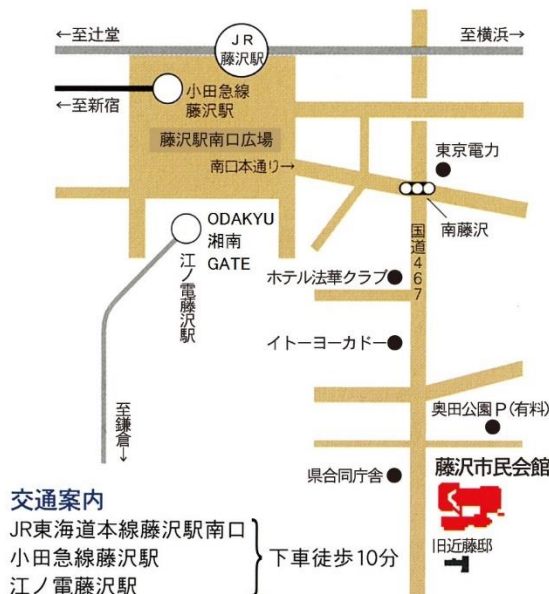 ←至辻堂
JR
藤沢駅
至横浜→
小田急線
藤沢駅
←至新宿
藤沢駅南口広場
南口本通り→
東京電力
南藤沢
ODAKYU
湘南
GATE
江ノ電藤沢駅
国道467
ホテル法華クラブ
イトーヨーカドー
至鎌倉→
奥田公園P(有料)
県合同庁舎
藤沢市民会館
旧近藤邸
交通案内
JR東海道本線藤沢駅南口
小田急線藤沢駅
江ノ電藤沢駅
下車徒歩10分